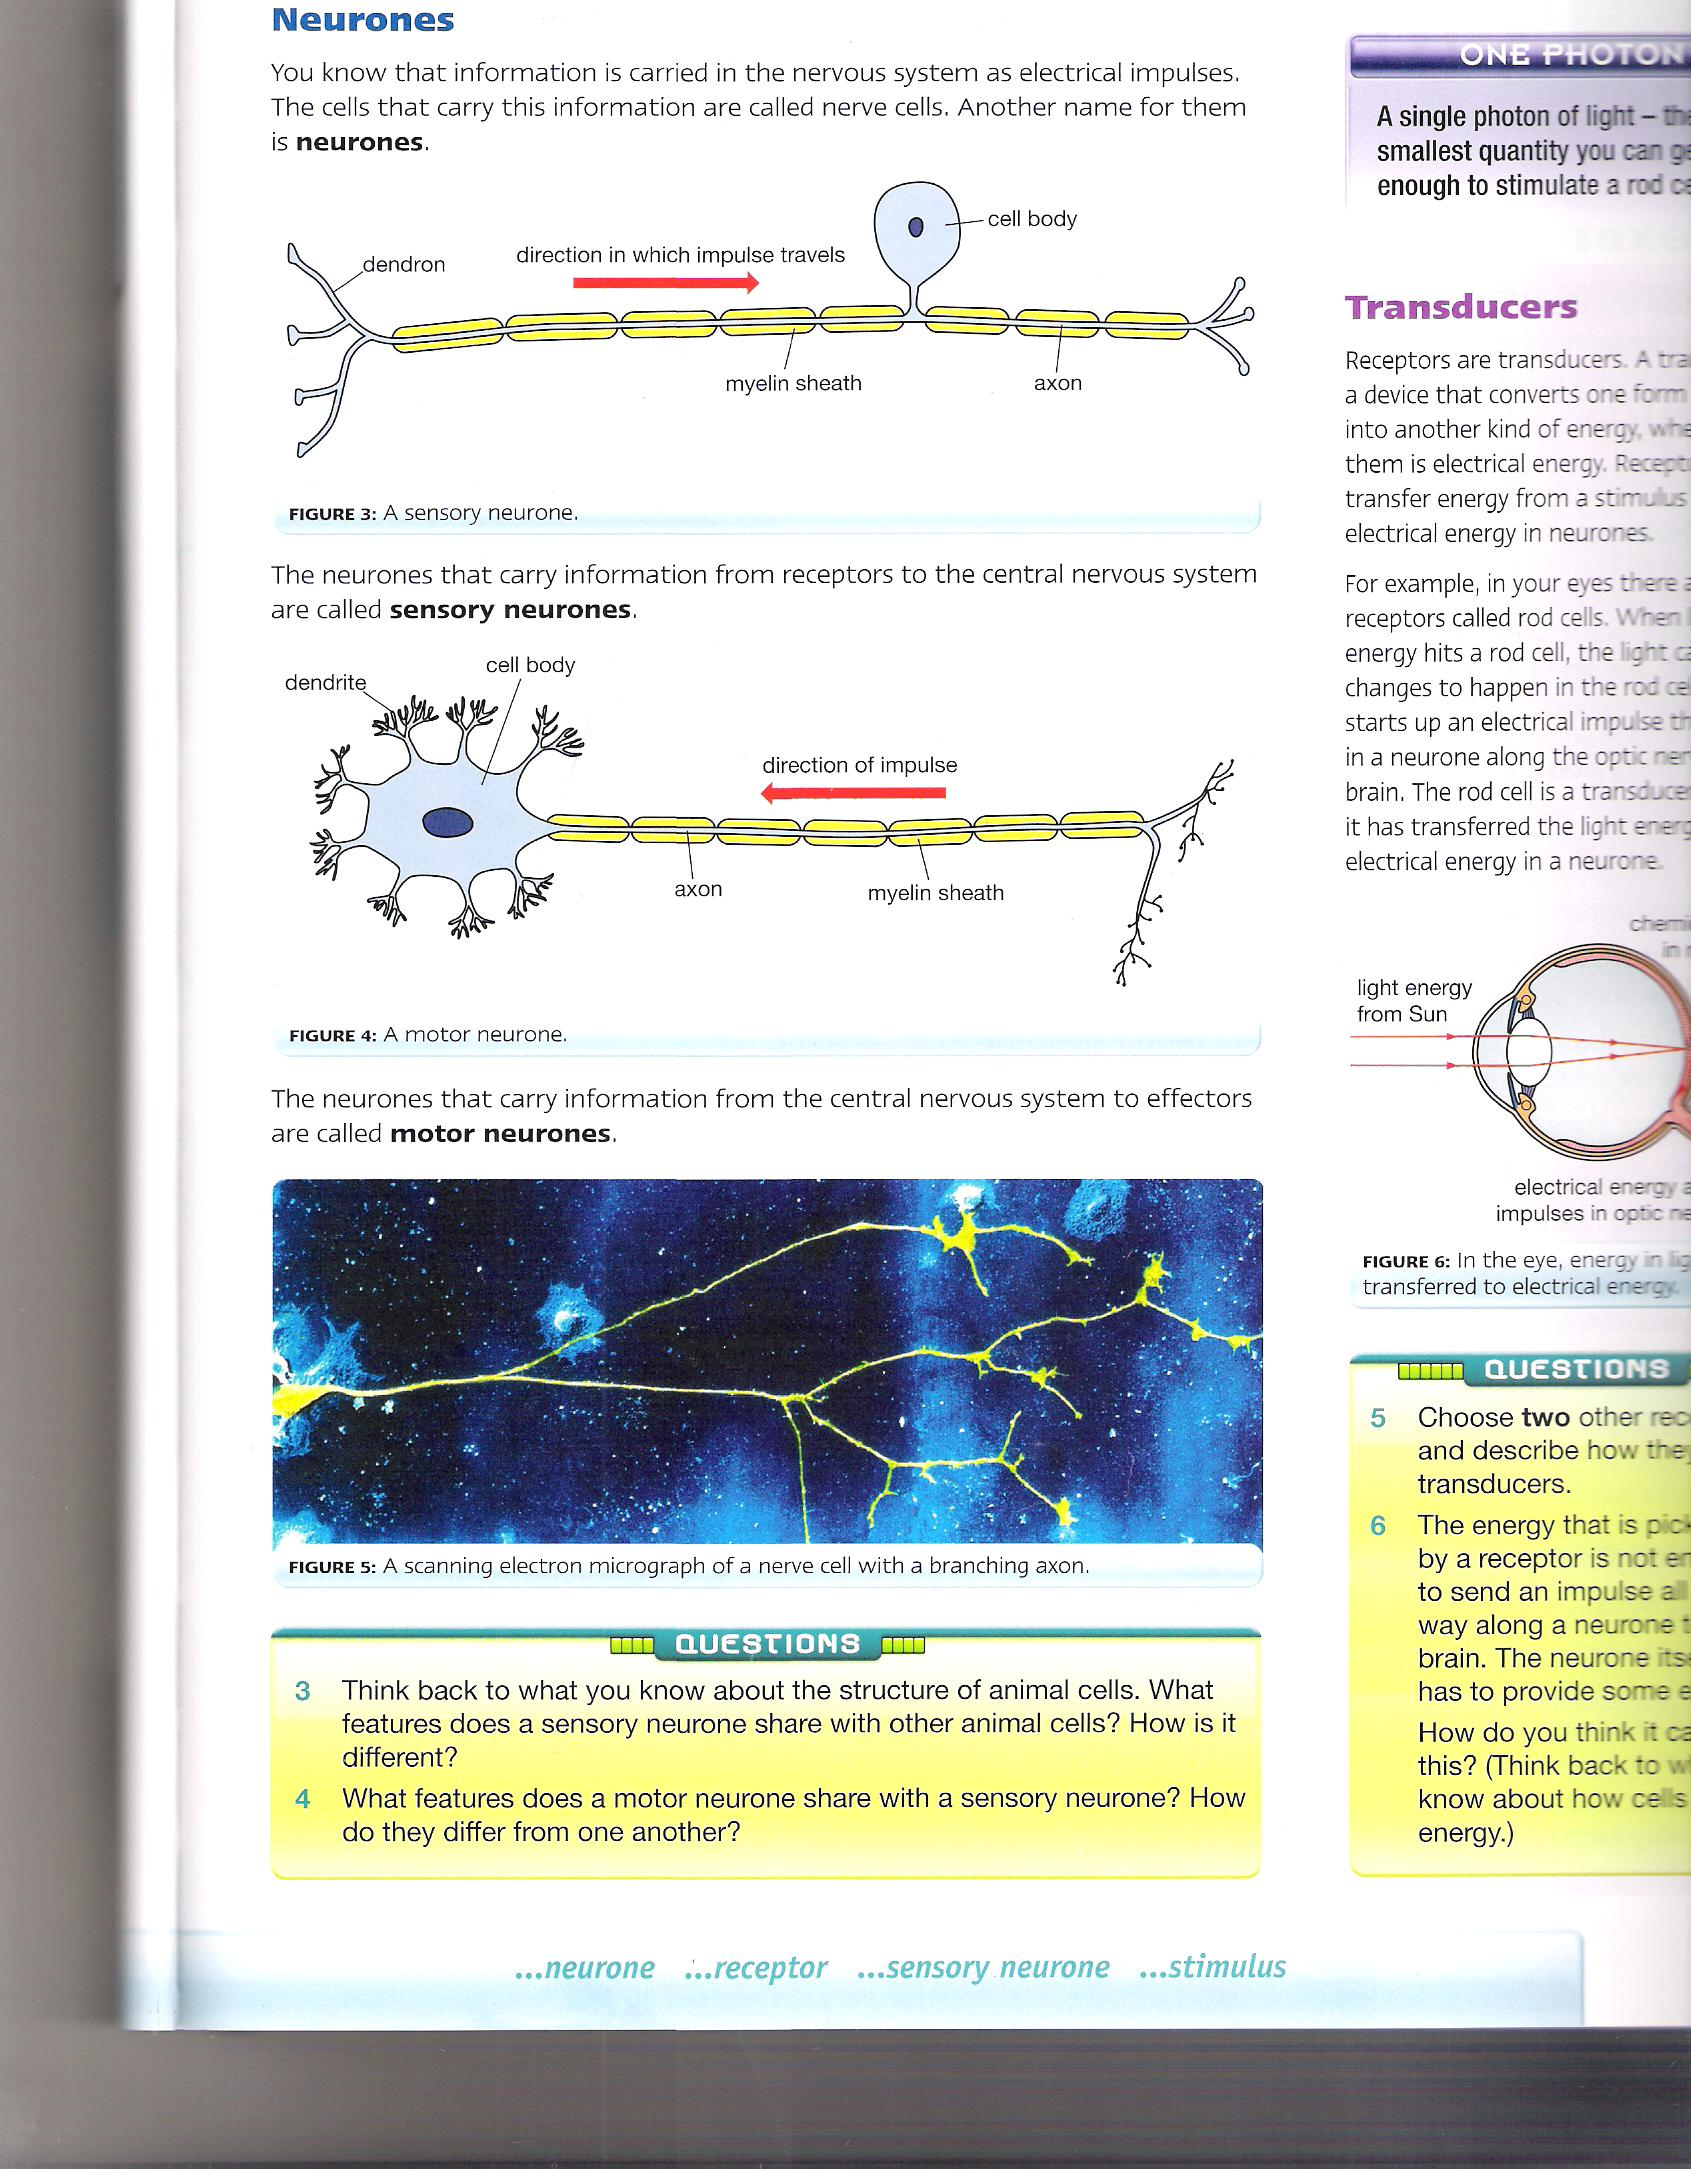 Neurones
You know that information is carried in the nervous system as electrical impulses.
The cells that carry this information are called nerve cells. Another name for them
is neurones.
cell body
direction in which impulse travels
dendron
myelin sheath
axon
FIGURE 3: A sensory neurone.
The neurones that carry information from receptors to the central nervous system
are called sensory neurones.
cell body
dendrite
direction of impulse
axon
myelin sheath
FIGURE 4: A motor neurone.
The neurones that carry information from the central nervous system to effectors
are called motor neurones.
FIGURE 5: A scanning electron micrograph of a nerve cell with a branching axon.
QUESTIONS
3 Think back to what you know about the structure of animal cells. What
features does a sensory neurone share with other animal cells? How is it
different?
4 What features does a motor neurone share with a sensory neurone? How
do they differ from one another?
...neurone ...receptor ...sensory neurone ...stimulus
ONE PHOTON
A single photon of light – the
smallest quantity you can
enough to stimulate a rod
Transducers
Receptors are transducers. A
a device that converts one form
into another kind of energy,
them is electrical energy.
transfer energy from a stimulus
electrical energy in neurones.
For example, in your eyes there
receptors called rod cells. When
energy hits a rod cell, the light
changes to happen in the rod
starts up an electrical impulse
in a neurone along the optic
brain. The rod cell is a
it has transferred the light
electrical energy in a neurone.
in
light energy
from Sun
electrical energy
impulses in optic
FIGURE 6: In the eye, energy in
transferred to electrical energy.
QUESTIONS
5 Choose two other
and describe how
transducers.
6 The energy that is
by a receptor is not
to send an impulse all
way along a neurone
brain. The neurone
has to provide some
How do you think it
this? (Think back to
know about how cells
energy.)